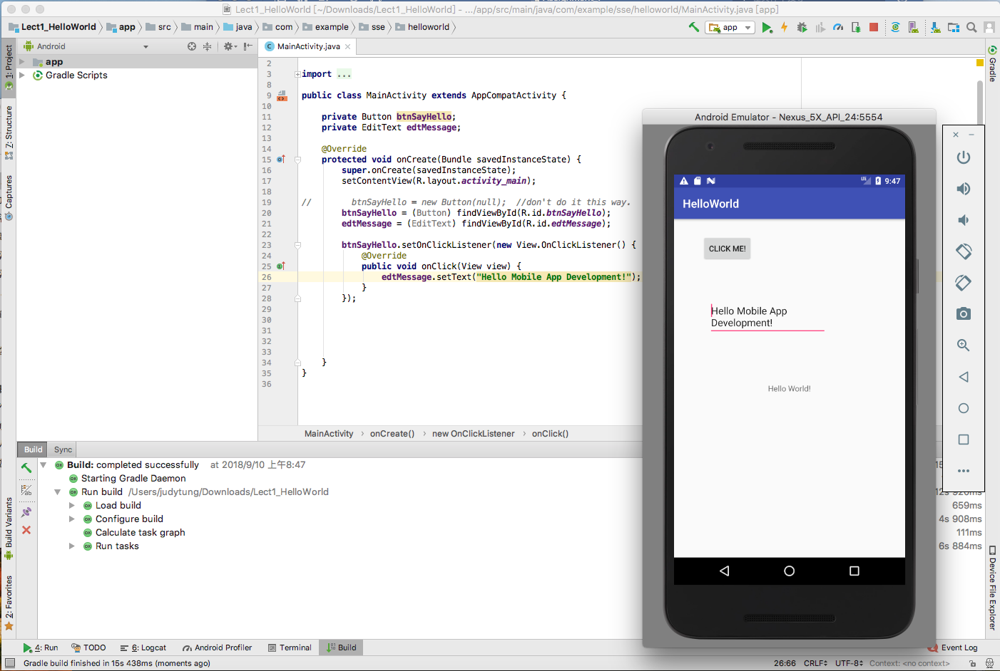 Lect1_HelloWorld [~/Downloads/Lect1_HelloWorld] - .../app/src/main/java/com/example/sse/helloworld/MainActivity.java [app]
Lect1_HelloWorld app src main java com example sse helloworld
app
1: Project
Z: Structure
Captures
Build Variants
2: Favorites
Android
app
Gradle Scripts
MainActivity.java
2
3 import ...
8
9 public class MainActivity extends AppCompatActivity {
10
11 private Button btnSayHello;
12 private EditText edtMessage;
13
14 @Override
15 protected void onCreate(Bundle savedInstanceState) {
16 super.onCreate(savedInstanceState);
17 setContentView(R.layout.activity_main);
18
19 // btnSayHello = new Button(null); //don't do it this way.
20 btnSayHello = (Button) findViewById(R.id.btnSayHello);
21 edtMessage = (EditText) findViewById(R.id.edtMessage);
22
23 btnSayHello.setOnClickListener(new View.OnClickListener() {
24 @Override
25 public void onClick(View view) {
26 edtMessage.setText("Hello Mobile App Development!");
27 }
28 });
29
30
31
32
33
34 }
35 }
36
MainActivity › onCreate() › new OnClickListener › onClick()
Android Emulator - Nexus_5X_API_24:5554
LTE 9:47
HelloWorld
CLICK ME!
Hello Mobile App
Development!
Hello World!
Gradle
Device File Explorer
Build Sync
Build: completed successfully at 2018/9/10 上午8:47
Starting Gradle Daemon
Run build /Users/judytung/Downloads/Lect1_HelloWorld
Load build 659ms
Configure build 4s 908ms
Calculate task graph 111ms
Run tasks 6s 884ms
4: Run TODO 6: Logcat Android Profiler Terminal Build Event Log
Gradle build finished in 15s 438ms (moments ago) 26:66 CRLF UTF-8 Context: <no context>